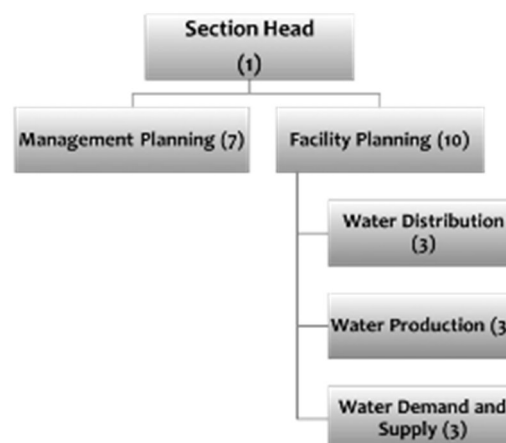 Section Head
(1)
Management Planning (7)
Facility Planning (10)
Water Distribution
(3)
Water Production (3
Water Demand and
Supply (3)